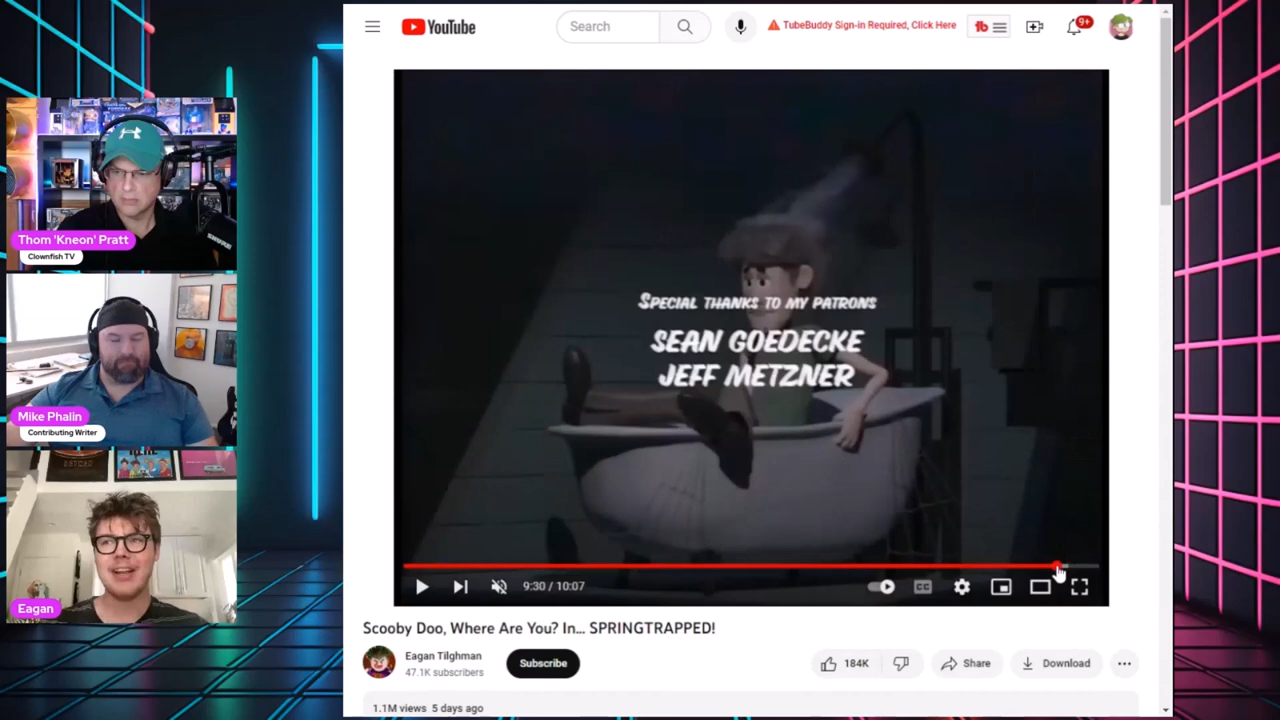 YouTube
Search
TubeBuddy Sign-in Required, Click Here
tb
9+
Thom 'Kneon' Pratt
Clownfish TV
Mike Phalin
Contributing Writer
Eagan
SPECIAL THANKS TO MY PATRONS
SEAN GOEDECKE
JEFF METZNER
9:30 / 10:07
CC
Scooby Doo, Where Are You? In... SPRINGTRAPPED!
Eagan Tilghman
47.1K subscribers
Subscribe
184K
Share
Download
1.1M views 5 days ago